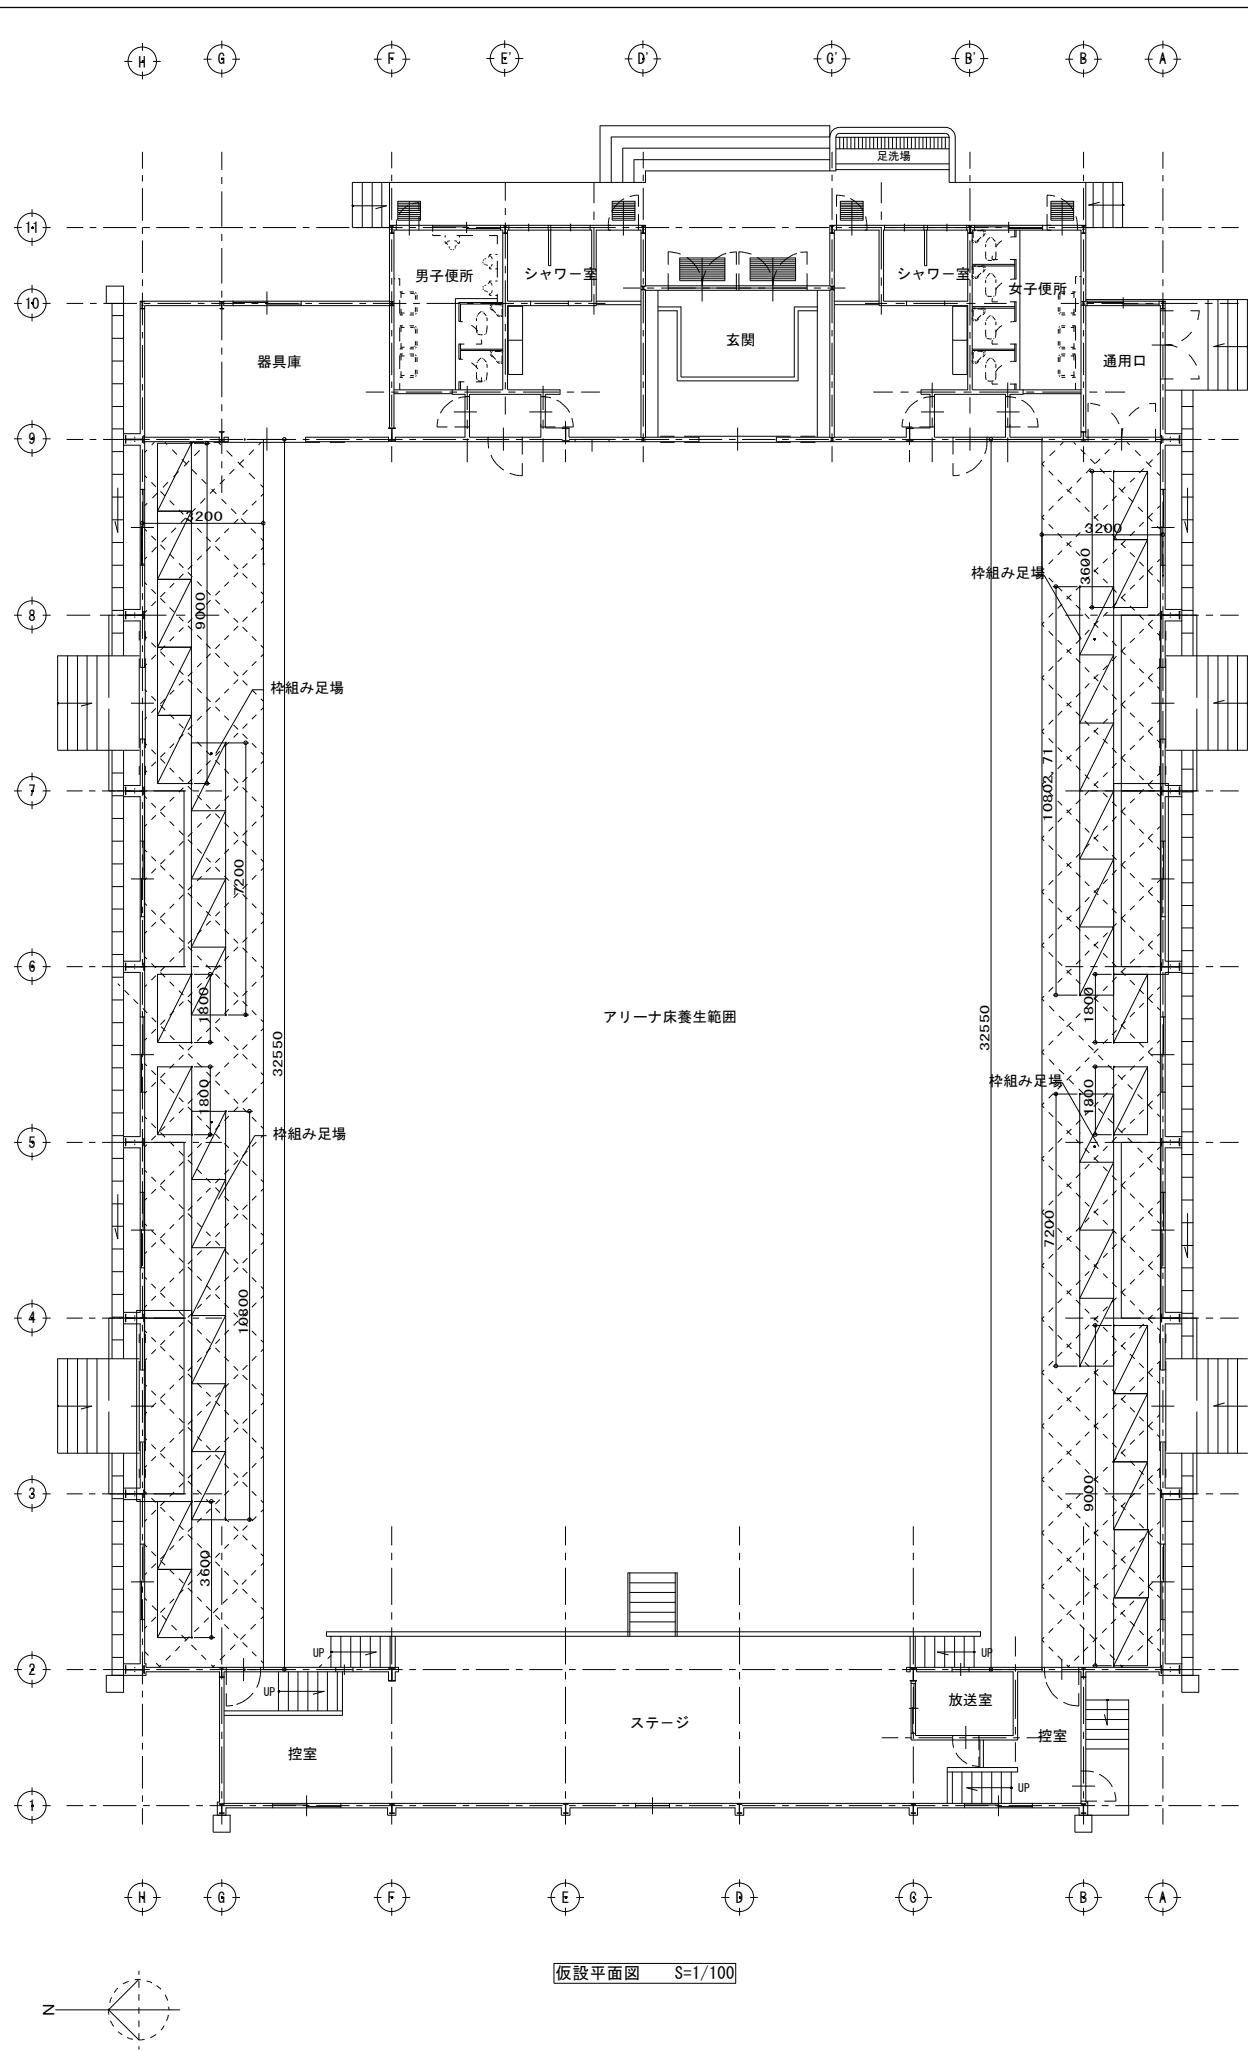 H G F E' D' C' B' B A
足洗場
11
男子便所 シャワー室 シャワー室 女子便所
10
玄関
器具庫 通用口
9
3200 3200
枠組み足場 3600
8 9000
枠組み足場
7 10802.71
7200
6
1800 1800
アリーナ床養生範囲
32550 32550
枠組み足場
1800 1800
5 枠組み足場
7200
4 10800
3 9000
3600
UP UP
2
UP 放送室
ステージ
控室 控室
UP
1
H G F E D C B A
仮設平面図 S=1/100
N